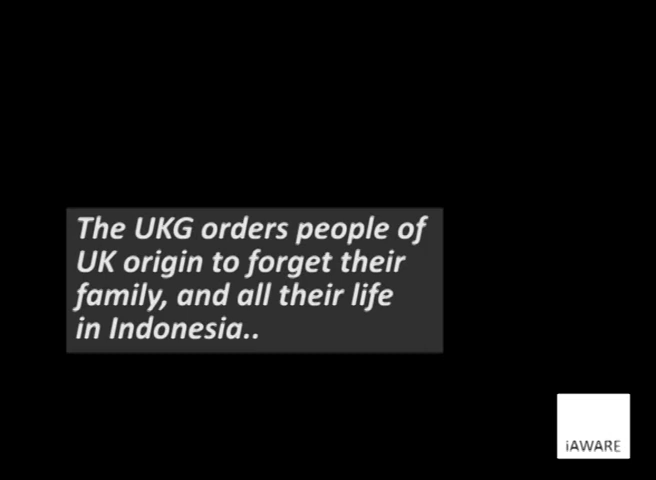 The UKG orders people of
UK origin to forget their
family, and all their life
in Indonesia..
iAWARE